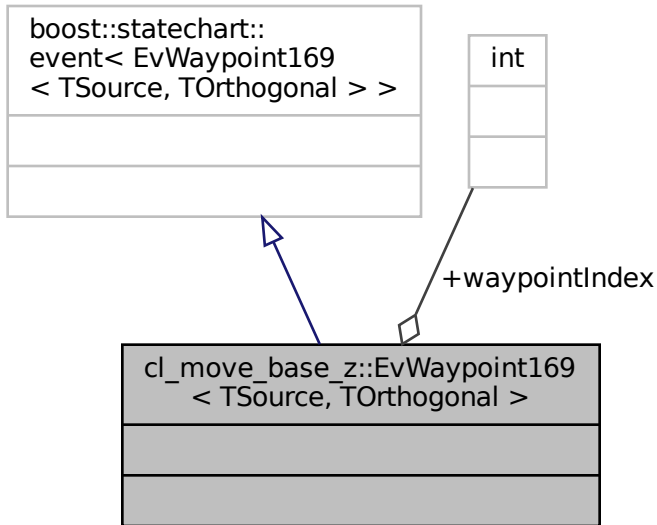 boost::statechart::
event< EvWaypoint169
< TSource, TOrthogonal > >
int
+waypointIndex
cl_move_base_z::EvWaypoint169
< TSource, TOrthogonal >